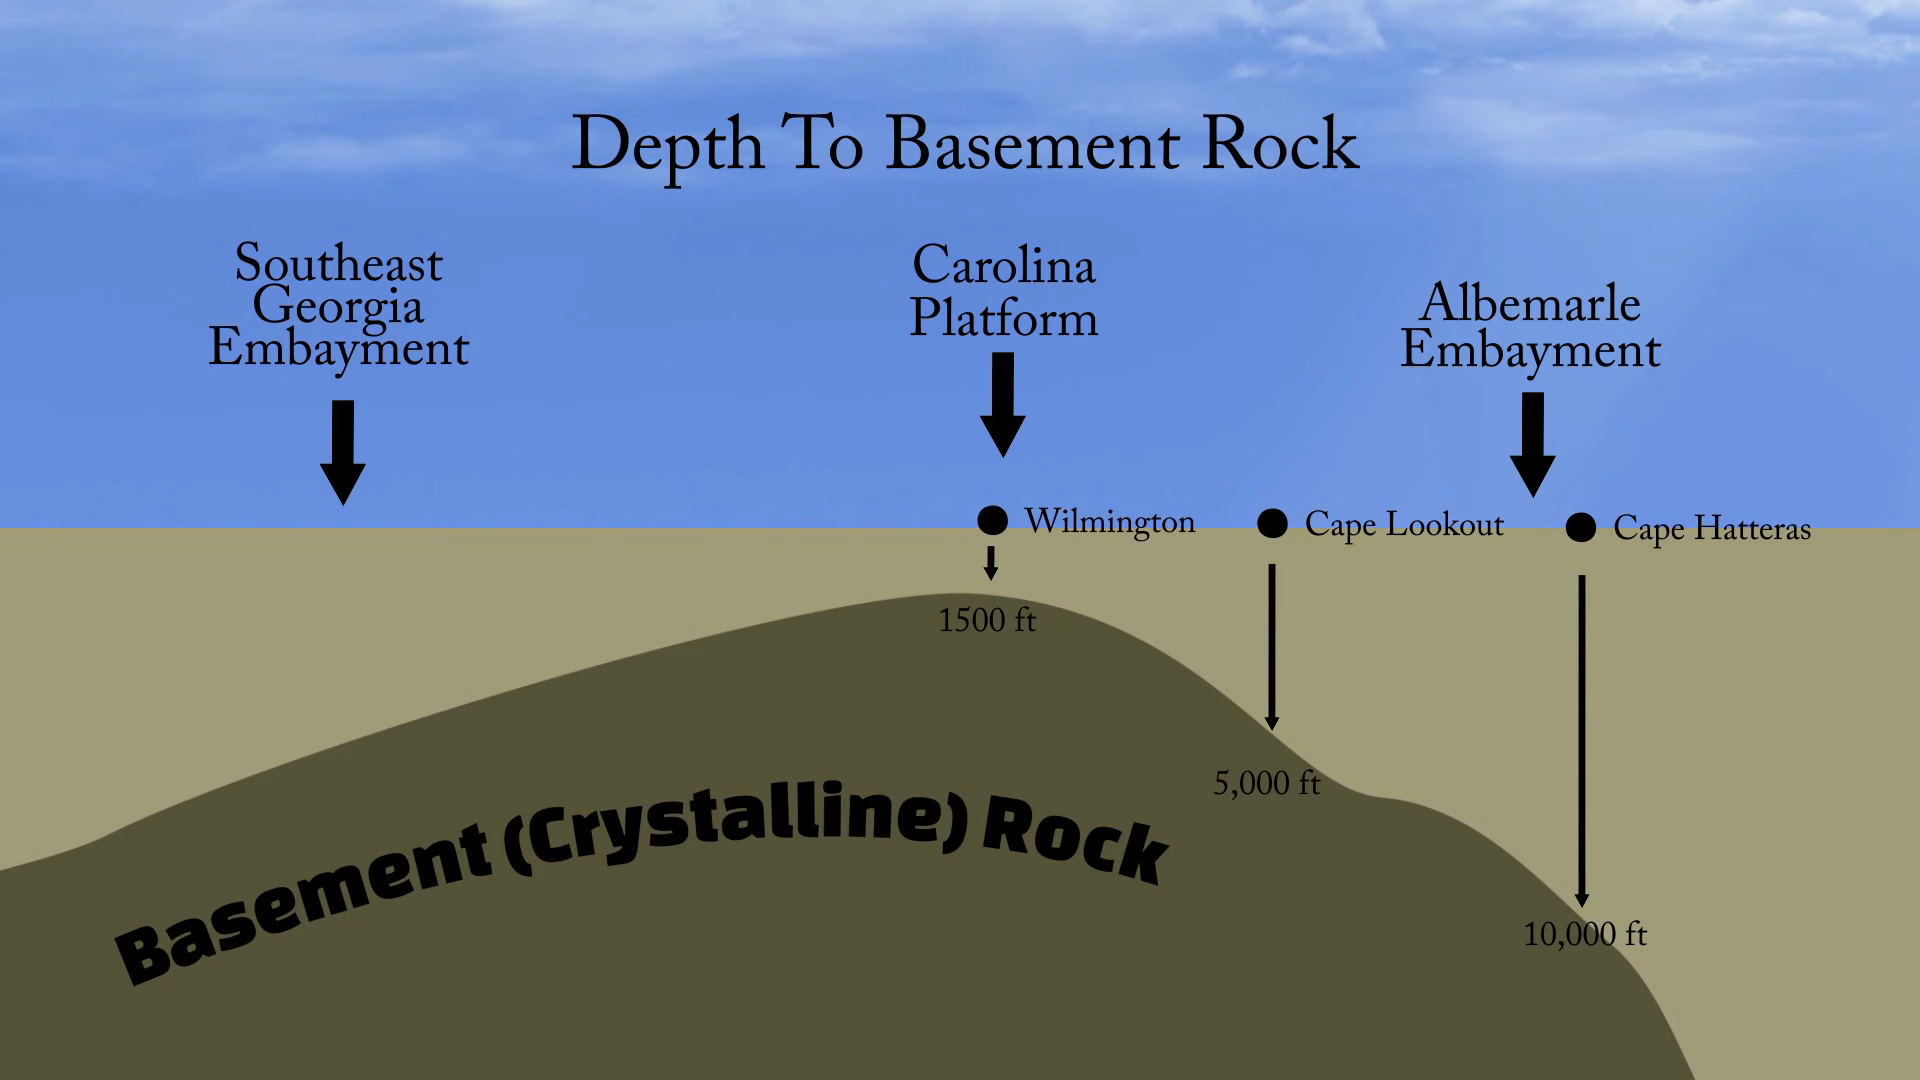 Depth To Basement Rock
Southeast
Georgia
Embayment
Carolina
Platform
Albemarle
Embayment
Wilmington
Cape Lookout
Cape Hatteras
1500 ft
5,000 ft
10,000 ft
Basement (Crystalline) Rock